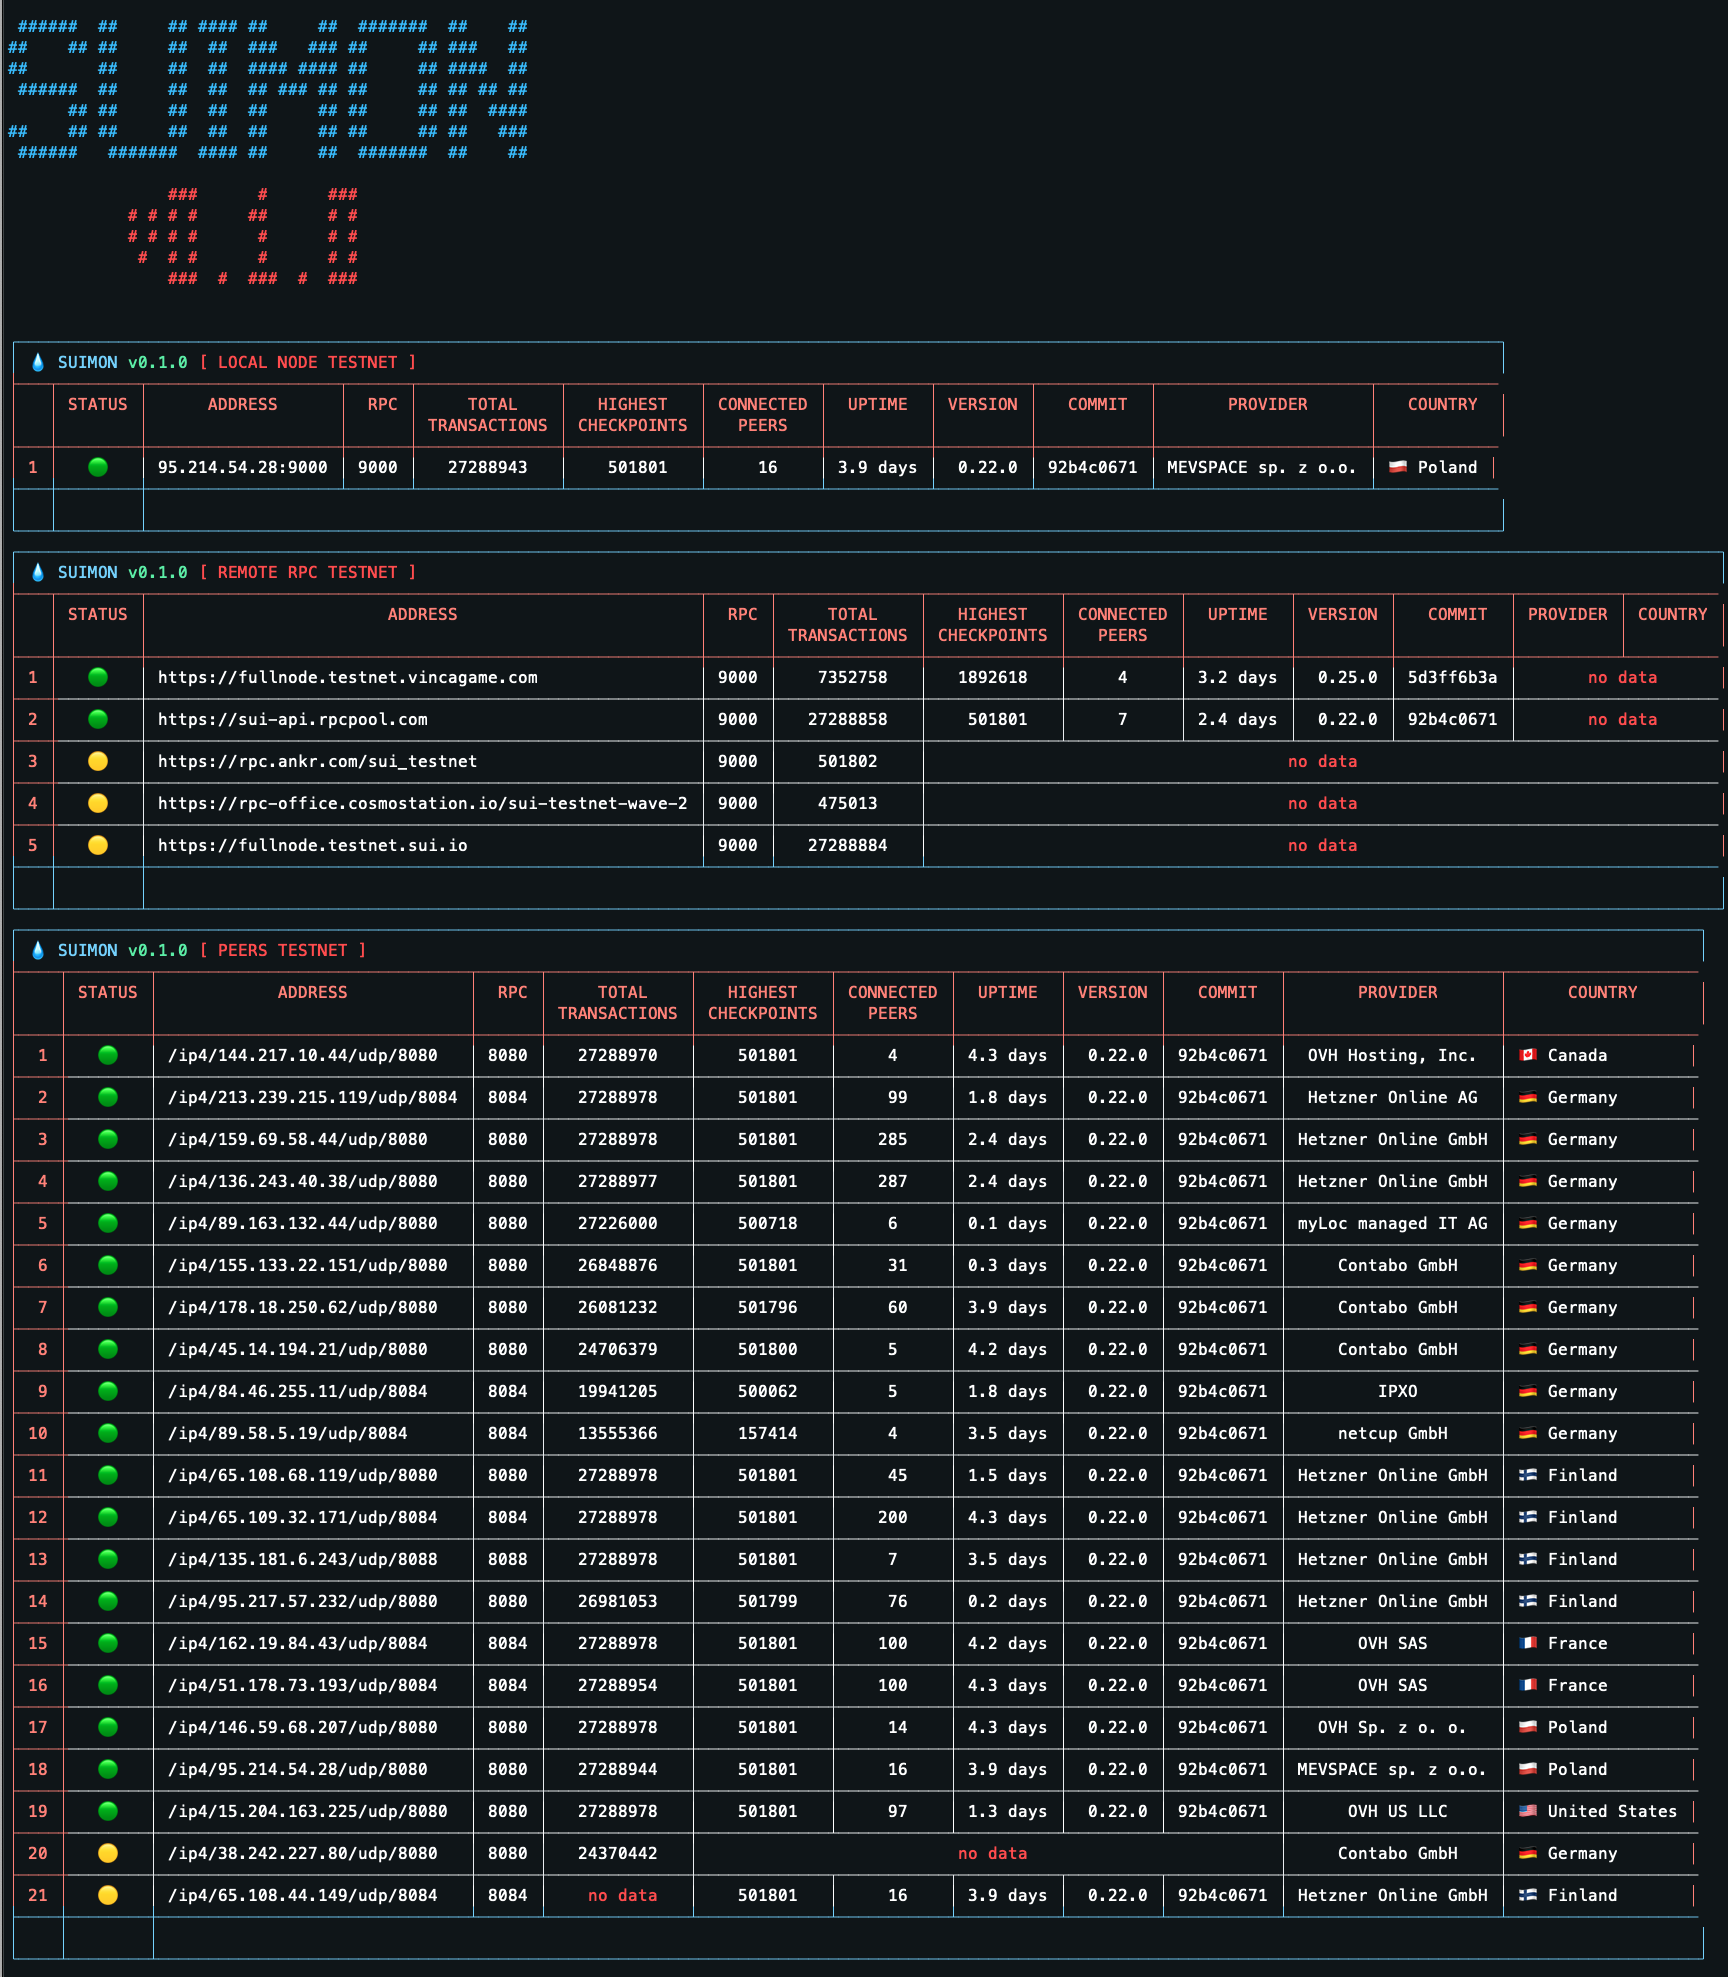 SUIMON
v0.1.0
💧 SUIMON v0.1.0 [ LOCAL NODE TESTNET ]
STATUS ADDRESS RPC TOTAL TRANSACTIONS HIGHEST CHECKPOINTS CONNECTED PEERS UPTIME VERSION COMMIT PROVIDER COUNTRY
1 🟢 95.214.54.28:9000 9000 27288943 501801 16 3.9 days 0.22.0 92b4c0671 MEVSPACE sp. z o.o. 🇵🇱 Poland
💧 SUIMON v0.1.0 [ REMOTE RPC TESTNET ]
STATUS ADDRESS RPC TOTAL TRANSACTIONS HIGHEST CHECKPOINTS CONNECTED PEERS UPTIME VERSION COMMIT PROVIDER COUNTRY
1 🟢 https://fullnode.testnet.vincagame.com 9000 7352758 1892618 4 3.2 days 0.25.0 5d3ff6b3a no data
2 🟢 https://sui-api.rpcpool.com 9000 27288858 501801 7 2.4 days 0.22.0 92b4c0671 no data
3 🟡 https://rpc.ankr.com/sui_testnet 9000 501802 no data
4 🟡 https://rpc-office.cosmostation.io/sui-testnet-wave-2 9000 475013 no data
5 🟡 https://fullnode.testnet.sui.io 9000 27288884 no data
💧 SUIMON v0.1.0 [ PEERS TESTNET ]
STATUS ADDRESS RPC TOTAL TRANSACTIONS HIGHEST CHECKPOINTS CONNECTED PEERS UPTIME VERSION COMMIT PROVIDER COUNTRY
1 🟢 /ip4/144.217.10.44/udp/8080 8080 27288970 501801 4 4.3 days 0.22.0 92b4c0671 OVH Hosting, Inc. 🇨🇦 Canada
2 🟢 /ip4/213.239.215.119/udp/8084 8084 27288978 501801 99 1.8 days 0.22.0 92b4c0671 Hetzner Online AG 🇩🇪 Germany
3 🟢 /ip4/159.69.58.44/udp/8080 8080 27288978 501801 285 2.4 days 0.22.0 92b4c0671 Hetzner Online GmbH 🇩🇪 Germany
4 🟢 /ip4/136.243.40.38/udp/8080 8080 27288977 501801 287 2.4 days 0.22.0 92b4c0671 Hetzner Online GmbH 🇩🇪 Germany
5 🟢 /ip4/89.163.132.44/udp/8080 8080 27226000 500718 6 0.1 days 0.22.0 92b4c0671 myLoc managed IT AG 🇩🇪 Germany
6 🟢 /ip4/155.133.22.151/udp/8080 8080 26848876 501801 31 0.3 days 0.22.0 92b4c0671 Contabo GmbH 🇩🇪 Germany
7 🟢 /ip4/178.18.250.62/udp/8080 8080 26081232 501796 60 3.9 days 0.22.0 92b4c0671 Contabo GmbH 🇩🇪 Germany
8 🟢 /ip4/45.14.194.21/udp/8080 8080 24706379 501800 5 4.2 days 0.22.0 92b4c0671 Contabo GmbH 🇩🇪 Germany
9 🟢 /ip4/84.46.255.11/udp/8084 8084 19941205 500062 5 1.8 days 0.22.0 92b4c0671 IPXO 🇩🇪 Germany
10 🟢 /ip4/89.58.5.19/udp/8084 8084 13555366 157414 4 3.5 days 0.22.0 92b4c0671 netcup GmbH 🇩🇪 Germany
11 🟢 /ip4/65.108.68.119/udp/8080 8080 27288978 501801 45 1.5 days 0.22.0 92b4c0671 Hetzner Online GmbH 🇫🇮 Finland
12 🟢 /ip4/65.109.32.171/udp/8084 8084 27288978 501801 200 4.3 days 0.22.0 92b4c0671 Hetzner Online GmbH 🇫🇮 Finland
13 🟢 /ip4/135.181.6.243/udp/8088 8088 27288978 501801 7 3.5 days 0.22.0 92b4c0671 Hetzner Online GmbH 🇫🇮 Finland
14 🟢 /ip4/95.217.57.232/udp/8080 8080 26981053 501799 76 0.2 days 0.22.0 92b4c0671 Hetzner Online GmbH 🇫🇮 Finland
15 🟢 /ip4/162.19.84.43/udp/8084 8084 27288978 501801 100 4.2 days 0.22.0 92b4c0671 OVH SAS 🇫🇷 France
16 🟢 /ip4/51.178.73.193/udp/8084 8084 27288954 501801 100 4.3 days 0.22.0 92b4c0671 OVH SAS 🇫🇷 France
17 🟢 /ip4/146.59.68.207/udp/8080 8080 27288978 501801 14 4.3 days 0.22.0 92b4c0671 OVH Sp. z o. o. 🇵🇱 Poland
18 🟢 /ip4/95.214.54.28/udp/8080 8080 27288944 501801 16 3.9 days 0.22.0 92b4c0671 MEVSPACE sp. z o.o. 🇵🇱 Poland
19 🟢 /ip4/15.204.163.225/udp/8080 8080 27288978 501801 97 1.3 days 0.22.0 92b4c0671 OVH US LLC 🇺🇸 United States
20 🟡 /ip4/38.242.227.80/udp/8080 8080 24370442 no data Contabo GmbH 🇩🇪 Germany
21 🟡 /ip4/65.108.44.149/udp/8084 8084 no data 501801 16 3.9 days 0.22.0 92b4c0671 Hetzner Online GmbH 🇫🇮 Finland